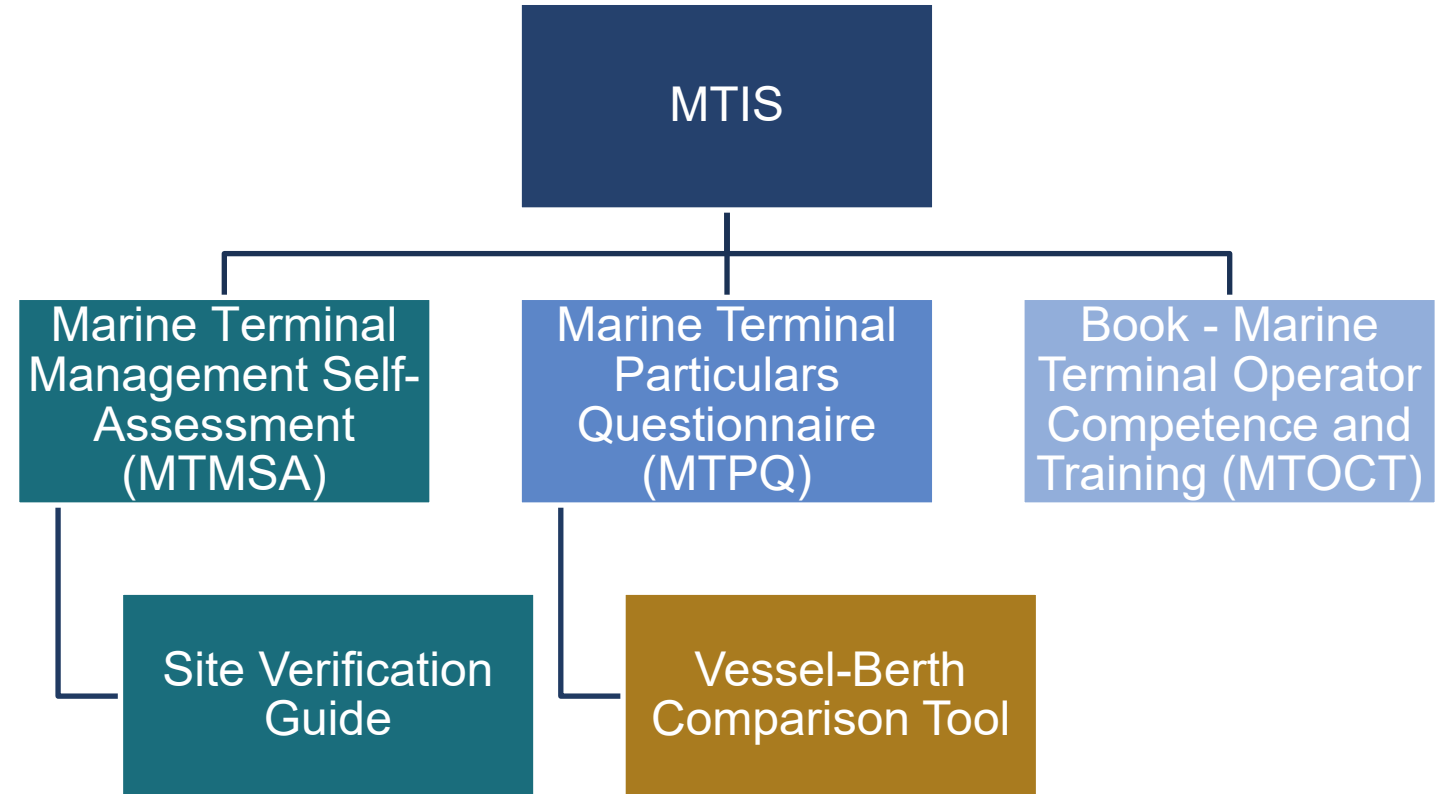 MTIS
Marine Terminal
Management Self-
Assessment
(MTMSA)
Marine Terminal
Particulars
Questionnaire
(MTPQ)
Book - Marine
Terminal Operator
Competence and
Training (MTOCT)
Site Verification
Guide
Vessel-Berth
Comparison Tool